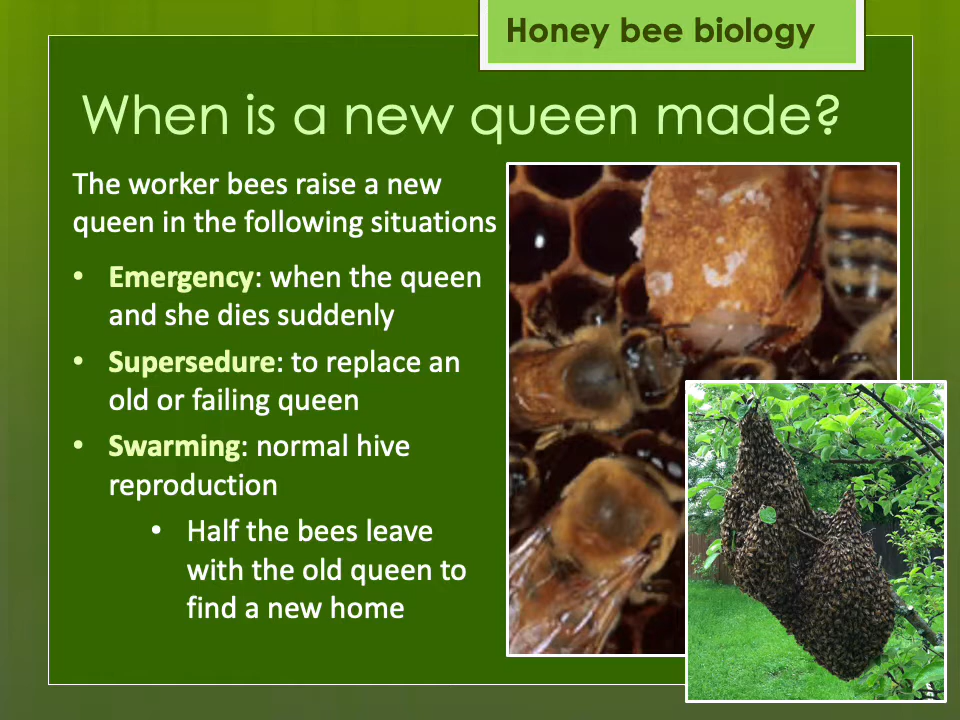 Honey bee biology
When is a new queen made?
The worker bees raise a new
queen in the following situations
• Emergency: when the queen
and she dies suddenly
• Supersedure: to replace an
old or failing queen
• Swarming: normal hive
reproduction
• Half the bees leave
with the old queen to
find a new home